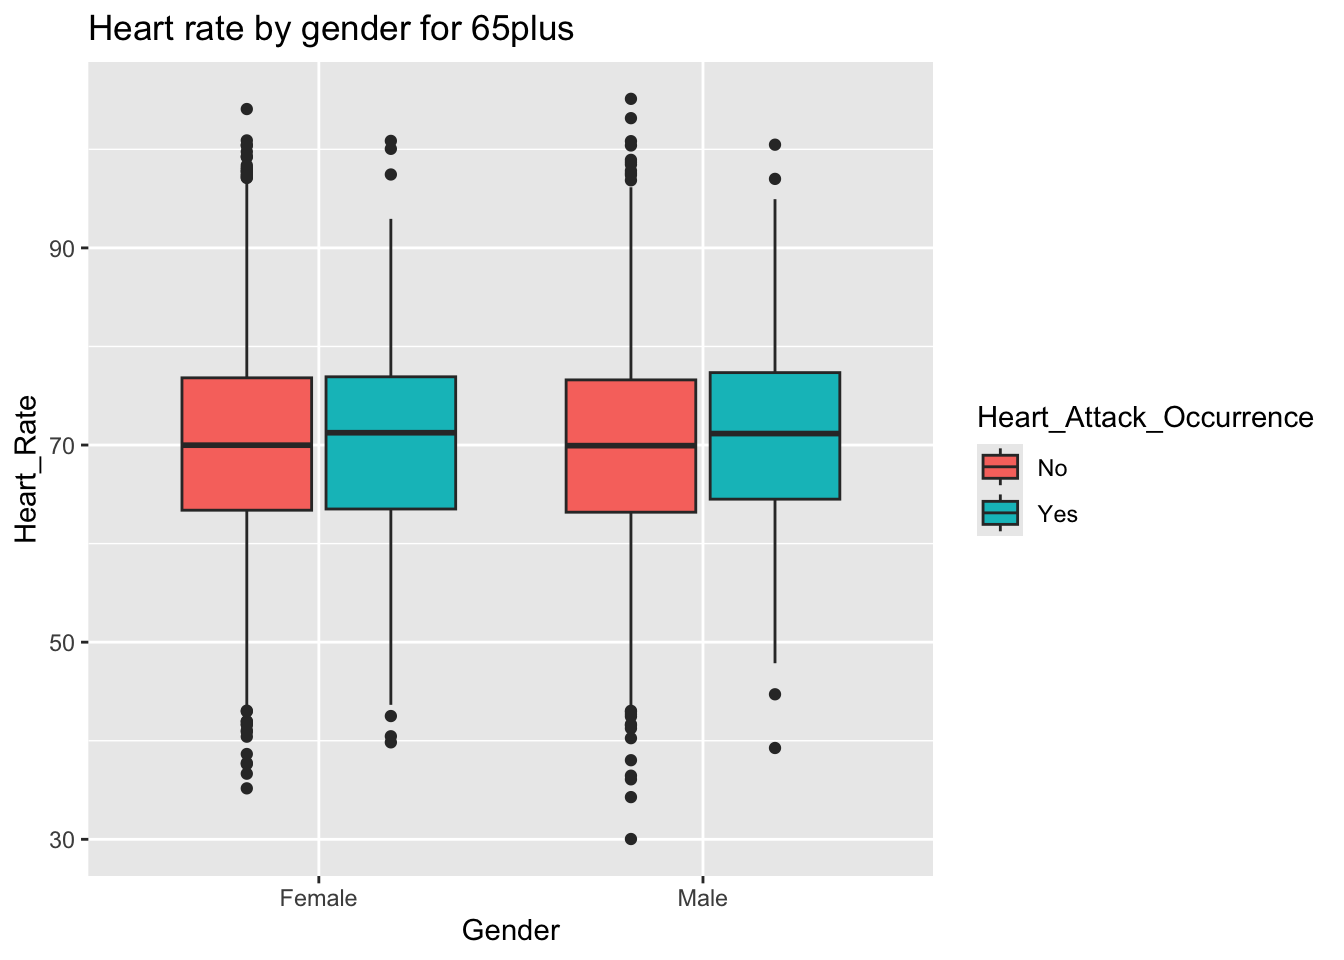 Heart rate by gender for 65plus
Heart_Rate
90
70
50
30
Female
Male
Gender
Heart_Attack_Occurrence
No
Yes